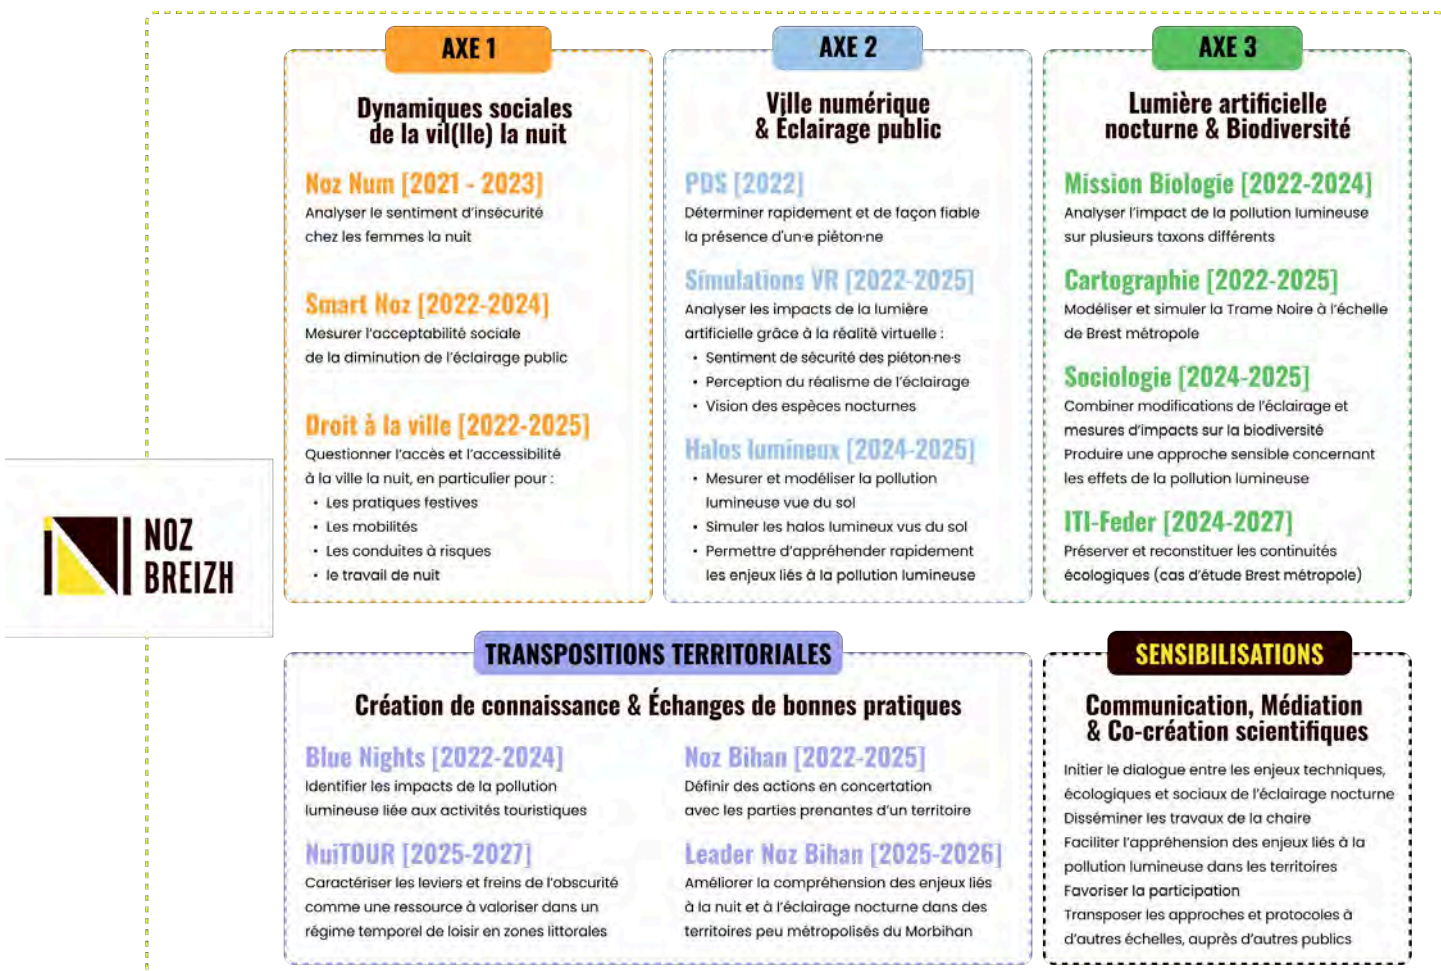 NOZ
BREIZH
AXE 1
Dynamiques sociales
de la vil(lle) la nuit
Noz Num [2021 - 2023]
Analyser le sentiment d'insécurité
chez les femmes la nuit
Smart Noz [2022-2024]
Mesurer l'acceptabilité sociale
de la diminution de l'éclairage public
Droit à la ville [2022-2025]
Questionner l'accès et l'accessibilité
à la ville la nuit, en particulier pour :
• Les pratiques festives
• Les mobilités
• Les conduites à risques
• le travail de nuit
AXE 2
Ville numérique
& Éclairage public
PDS [2022]
Déterminer rapidement et de façon fiable
la présence d'un·e piéton·ne
Simulations VR [2022-2025]
Analyser les impacts de la lumière
artificielle grâce à la réalité virtuelle :
• Sentiment de sécurité des piéton·ne·s
• Perception du réalisme de l'éclairage
• Vision des espèces nocturnes
Halos lumineux [2024-2025]
• Mesurer et modéliser la pollution
lumineuse vue du sol
• Simuler les halos lumineux vus du sol
• Permettre d'appréhender rapidement
les enjeux liés à la pollution lumineuse
AXE 3
Lumière artificielle
nocturne & Biodiversité
Mission Biologie [2022-2024]
Analyser l'impact de la pollution lumineuse
sur plusieurs taxons différents
Cartographie [2022-2025]
Modéliser et simuler la Trame Noire à l'échelle
de Brest métropole
Sociologie [2024-2025]
Combiner modifications de l'éclairage et
mesures d'impacts sur la biodiversité
Produire une approche sensible concernant
les effets de la pollution lumineuse
ITI-Feder [2024-2027]
Préserver et reconstituer les continuités
écologiques (cas d'étude Brest métropole)
TRANSPOSITIONS TERRITORIALES
Création de connaissance & Échanges de bonnes pratiques
Blue Nights [2022-2024]
Identifier les impacts de la pollution
lumineuse liée aux activités touristiques
NuiTOUR [2025-2027]
Caractériser les leviers et freins de l'obscurité
comme une ressource à valoriser dans un
régime temporel de loisir en zones littorales
Noz Bihan [2022-2025]
Définir des actions en concertation
avec les parties prenantes d'un territoire
Leader Noz Bihan [2025-2026]
Améliorer la compréhension des enjeux liés
à la nuit et à l'éclairage nocturne dans des
territoires peu métropolisés du Morbihan
SENSIBILISATIONS
Communication, Médiation
& Co-création scientifiques
Initier le dialogue entre les enjeux techniques,
écologiques et sociaux de l'éclairage nocturne
Disséminer les travaux de la chaire
Faciliter l'appréhension des enjeux liés à la
pollution lumineuse dans les territoires
Favoriser la participation
Transposer les approches et protocoles à
d'autres échelles, auprès d'autres publics